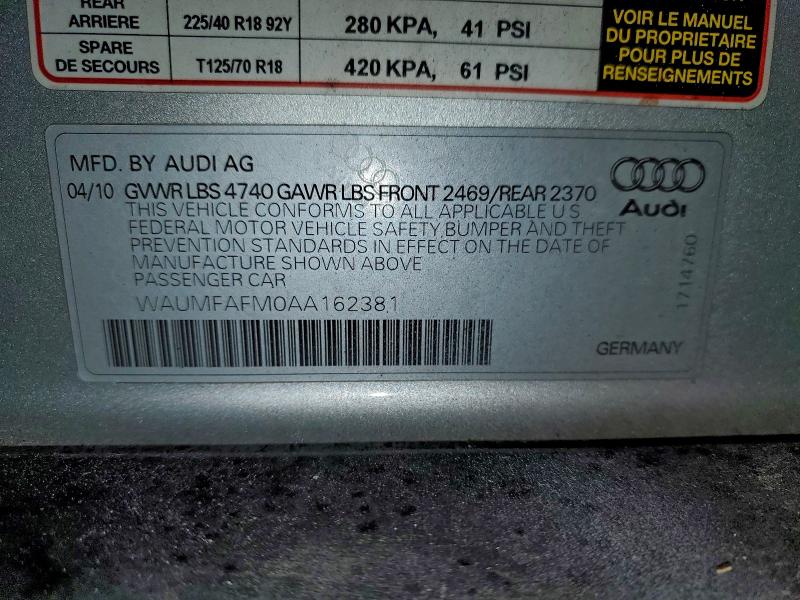 REAR
ARRIERE 225/40 R18 92Y 280 KPA, 41 PSI
SPARE
DE SECOURS T125/70 R18 420 KPA, 61 PSI
VOIR LE MANUEL
DU PROPRIETAIRE
POUR PLUS DE
RENSEIGNEMENTS
MFD. BY AUDI AG
04/10 GVWR LBS 4740 GAWR LBS FRONT 2469/REAR 2370
THIS VEHICLE CONFORMS TO ALL APPLICABLE U S
FEDERAL MOTOR VEHICLE SAFETY BUMPER AND THEFT
PREVENTION STANDARDS IN EFFECT ON THE DATE OF
MANUFACTURE SHOWN ABOVE
PASSENGER CAR
WAUMFAFM0AA162381
Audi
1714760
GERMANY